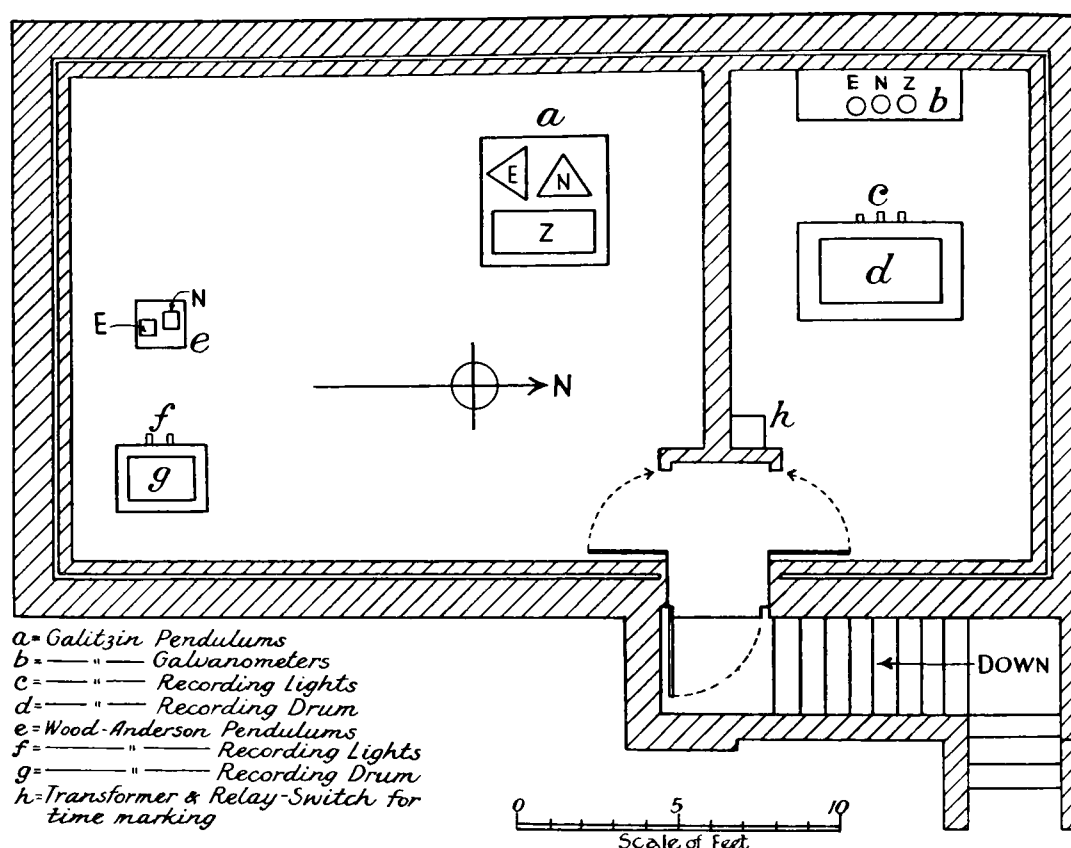 E N Z
b
a
E
N
Z
c
d
N
E
e
N
f
g
h
DOWN
a = Galitzin Pendulums
b = — " — Galvanometers
c = — " — Recording Lights
d = — " — Recording Drum
e = Wood-Anderson Pendulums
f = — " — Recording Lights
g = — " — Recording Drum
h = Transformer & Relay-Switch for
time marking
0 5 10
Scale of Feet